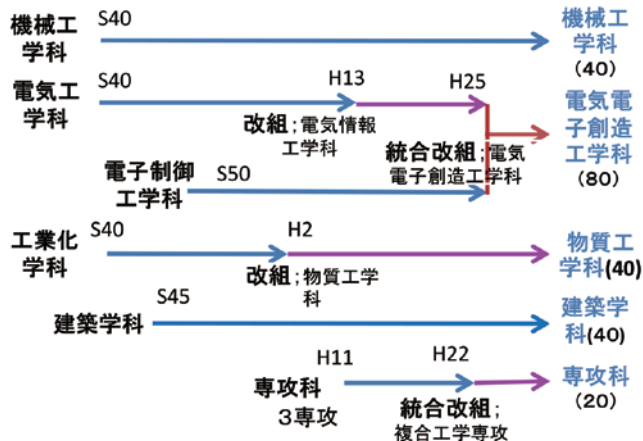 機械工
学科
S40
機械工
学科
(40)
電気工
学科
S40
H13
H25
改組；電気情報
工学科
統合改組；電気
電子創造工学科
電気電
子創造
工学科
(80)
電子制御
工学科
S50
工業化
学科
S40
H2
改組；物質工学
科
物質工
学科(40)
建築学科
S45
建築学
科(40)
専攻科
3専攻
H11
H22
統合改組；
複合工学専攻
専攻科
(20)